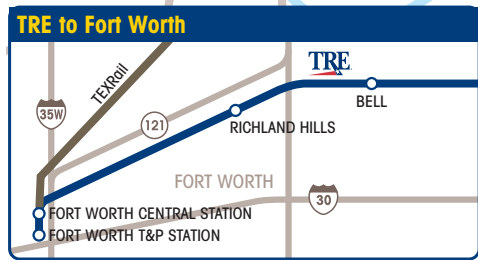 TRE to Fort Worth
TRE
TEXRail
BELL
35W
121
RICHLAND HILLS
FORT WORTH
30
FORT WORTH CENTRAL STATION
FORT WORTH T&P STATION